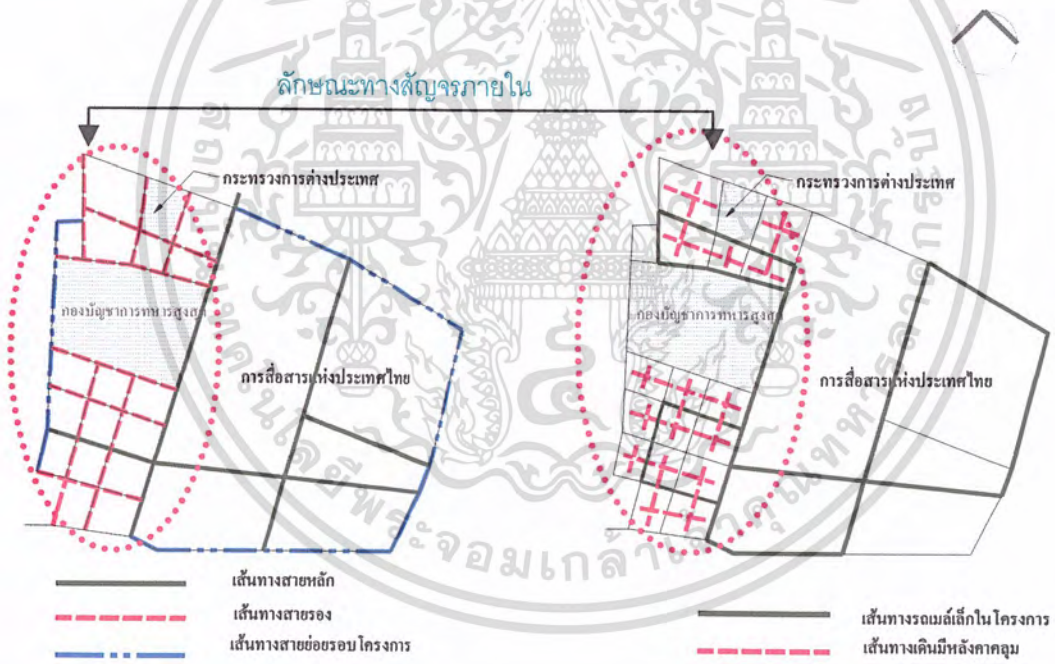 ลักษณะทางสัญจรภายใน
กระทรวงการต่างประเทศ
กองบัญชาการทหารสูงสุด
การสื่อสารแห่งประเทศไทย
เส้นทางสายหลัก
เส้นทางสายรอง
เส้นทางสายย่อยรอบโครงการ
กระทรวงการต่างประเทศ
กองบัญชาการทหารสูงสุด
การสื่อสารแห่งประเทศไทย
เส้นทางรถเมล์เล็กในโครงการ
เส้นทางเดินมีหลังคาคลุม